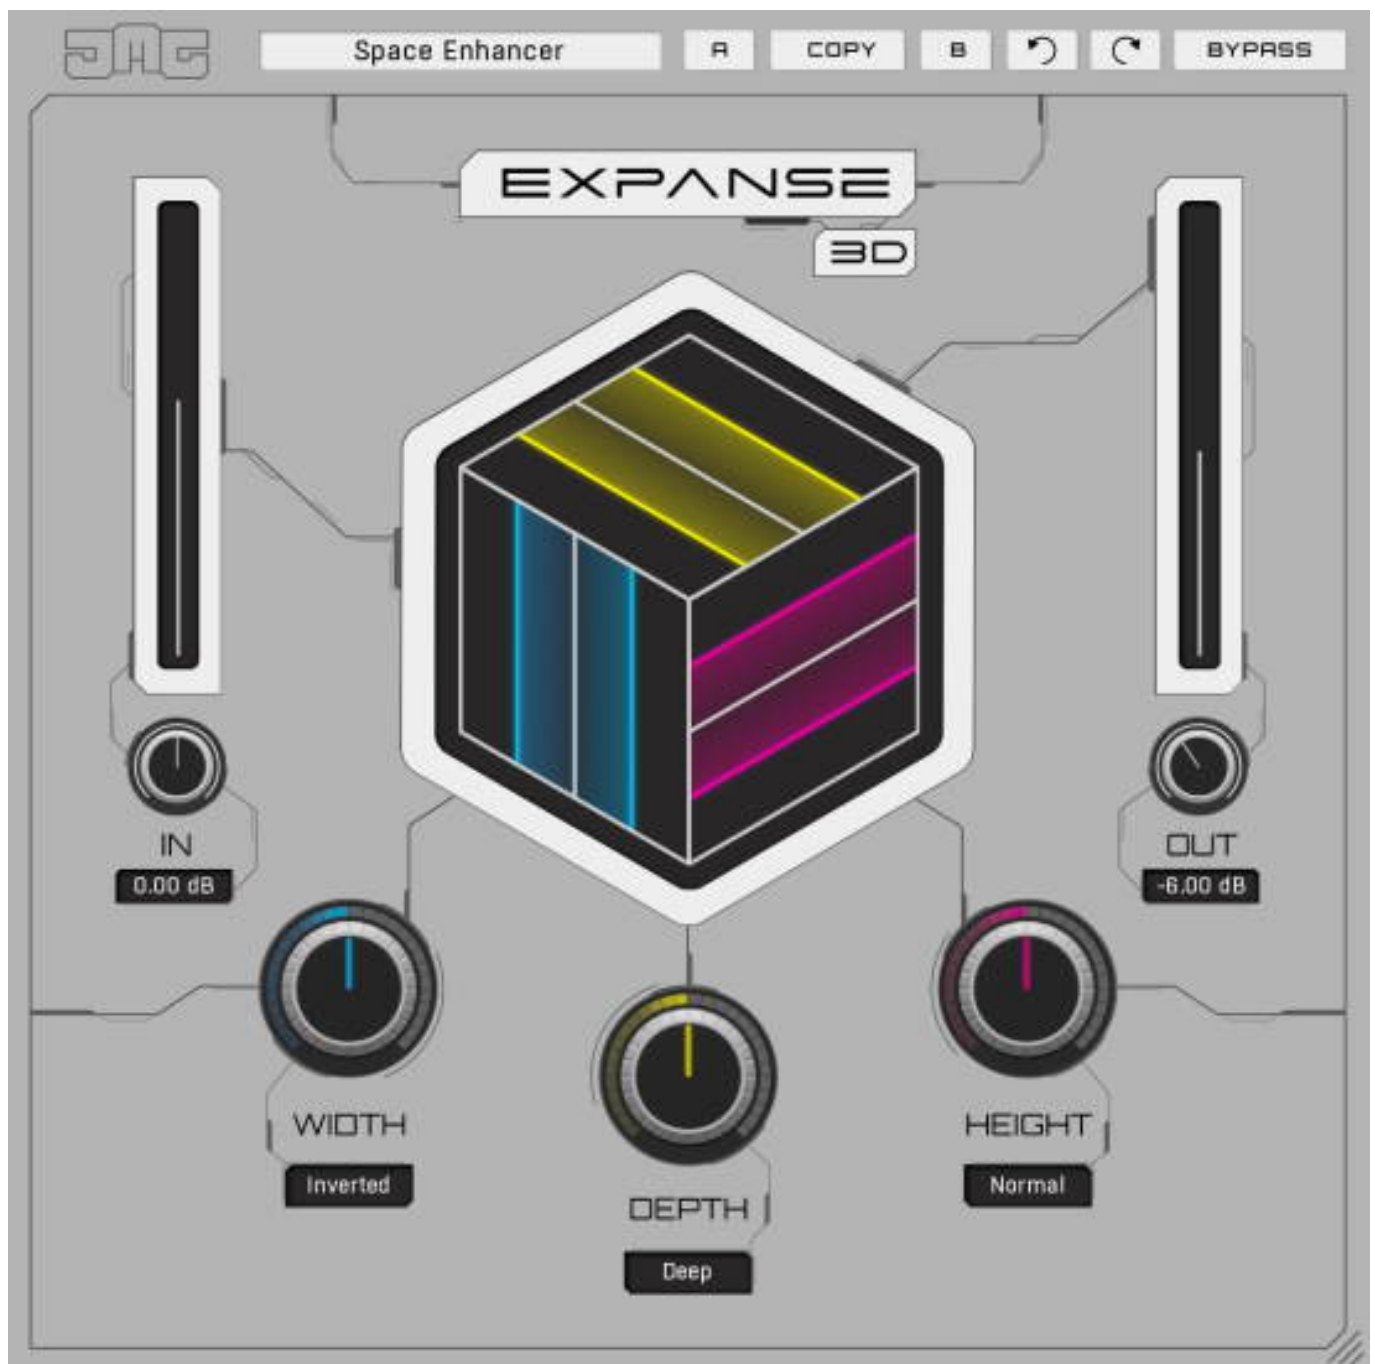 Space Enhancer
A
COPY
B
BYPASS
EXPANSE
3D
IN
0.00 dB
OUT
-6.00 dB
WIDTH
Inverted
DEPTH
Deep
HEIGHT
Normal